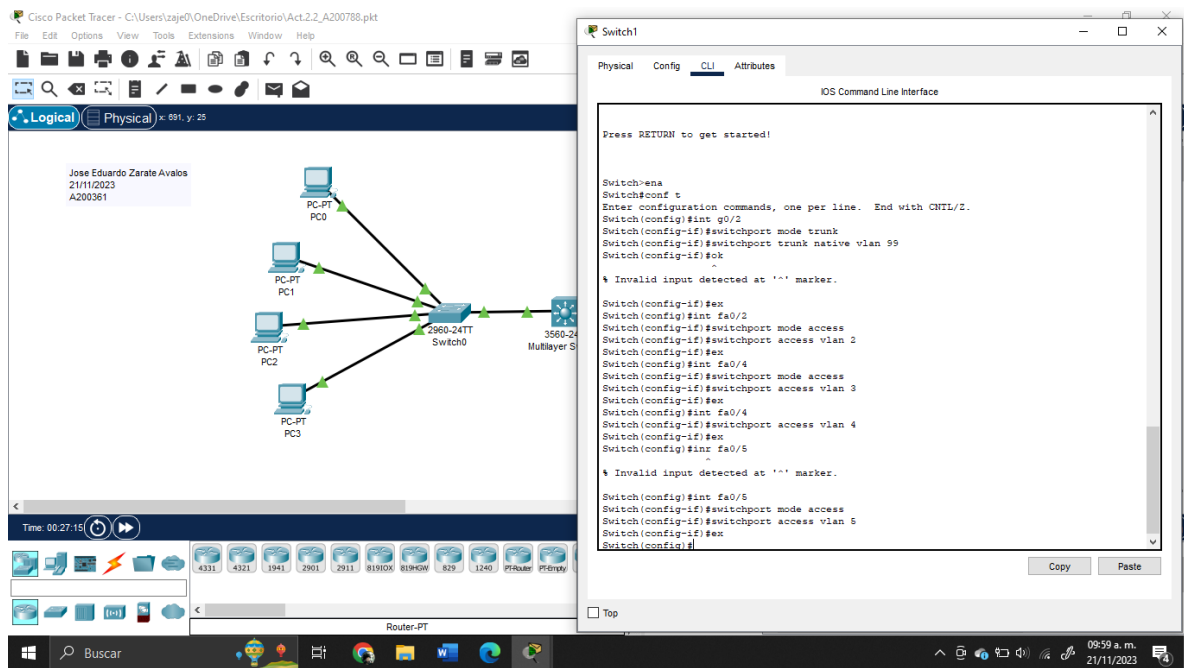 Cisco Packet Tracer - C:\Users\zaje0\OneDrive\Escritorio\Act.2.2_A200788.pkt
File Edit Options View Tools Extensions Window Help
Logical Physical x: 691, y: 25
Jose Eduardo Zarate Avalos
21/11/2023
A200361
PC-PT
PC0
PC-PT
PC1
PC-PT
PC2
PC-PT
PC3
2960-24TT
Switch0
3560-24
Multilayer S
Time: 00:27:15
4331 4321 1941 2901 2911 819IOX 819HGW 829 1240 PT-Router PT-Empty
Router-PT
Switch1
Physical Config CLI Attributes
IOS Command Line Interface
Press RETURN to get started!
Switch>ena
Switch#conf t
Enter configuration commands, one per line. End with CNTL/Z.
Switch(config)#int g0/2
Switch(config-if)#switchport mode trunk
Switch(config-if)#switchport trunk native vlan 99
Switch(config-if)#ok
^
% Invalid input detected at '^' marker.
Switch(config-if)#ex
Switch(config)#int fa0/2
Switch(config-if)#switchport mode access
Switch(config-if)#switchport access vlan 2
Switch(config-if)#ex
Switch(config)#int fa0/4
Switch(config-if)#switchport mode access
Switch(config-if)#switchport access vlan 3
Switch(config-if)#ex
Switch(config)#int fa0/4
Switch(config-if)#switchport access vlan 4
Switch(config-if)#ex
Switch(config)#inr fa0/5
^
% Invalid input detected at '^' marker.
Switch(config)#int fa0/5
Switch(config-if)#switchport mode access
Switch(config-if)#switchport access vlan 5
Switch(config-if)#ex
Switch(config)#
Copy Paste
Top
Buscar
09:59 a. m.
21/11/2023
4